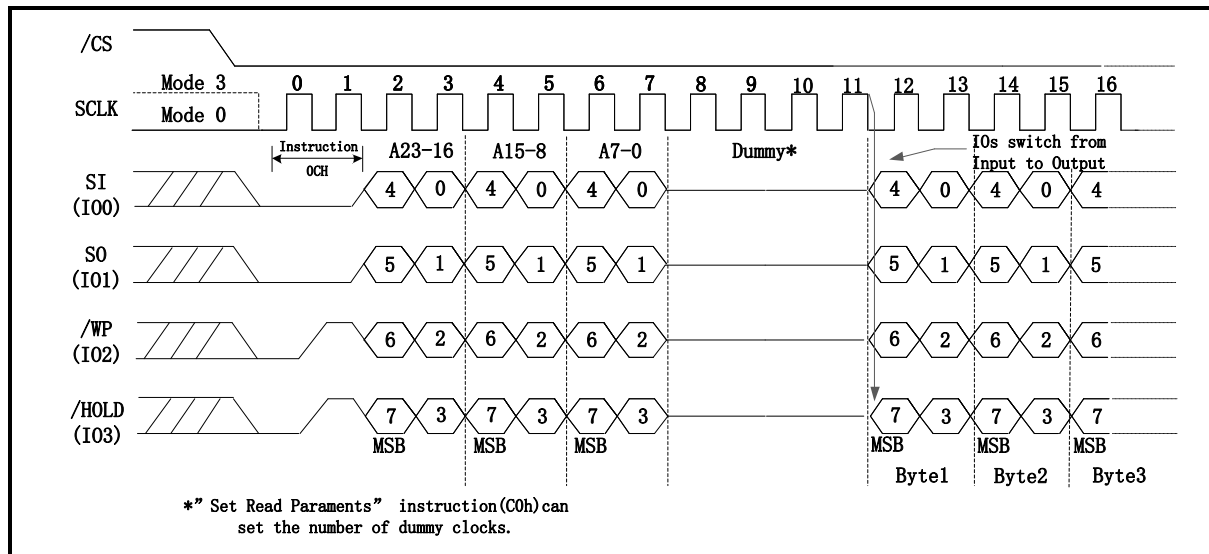 /CS
Mode 3 0 1 2 3 4 5 6 7 8 9 10 11 12 13 14 15 16
SCLK
Mode 0
Instruction A23-16 A15-8 A7-0 Dummy* IOs switch from
OCH Input to Output
SI 4 0 4 0 4 0 4 0 4 0 4
(IO0)
SO 5 1 5 1 5 1 5 1 5 1 5
(IO1)
/WP 6 2 6 2 6 2 6 2 6 2 6
(IO2)
/HOLD 7 3 7 3 7 3 7 3 7 3 7
(IO3)
MSB MSB MSB MSB MSB MSB
Byte1 Byte2 Byte3
*” Set Read Paraments” instruction(C0h)can
set the number of dummy clocks.